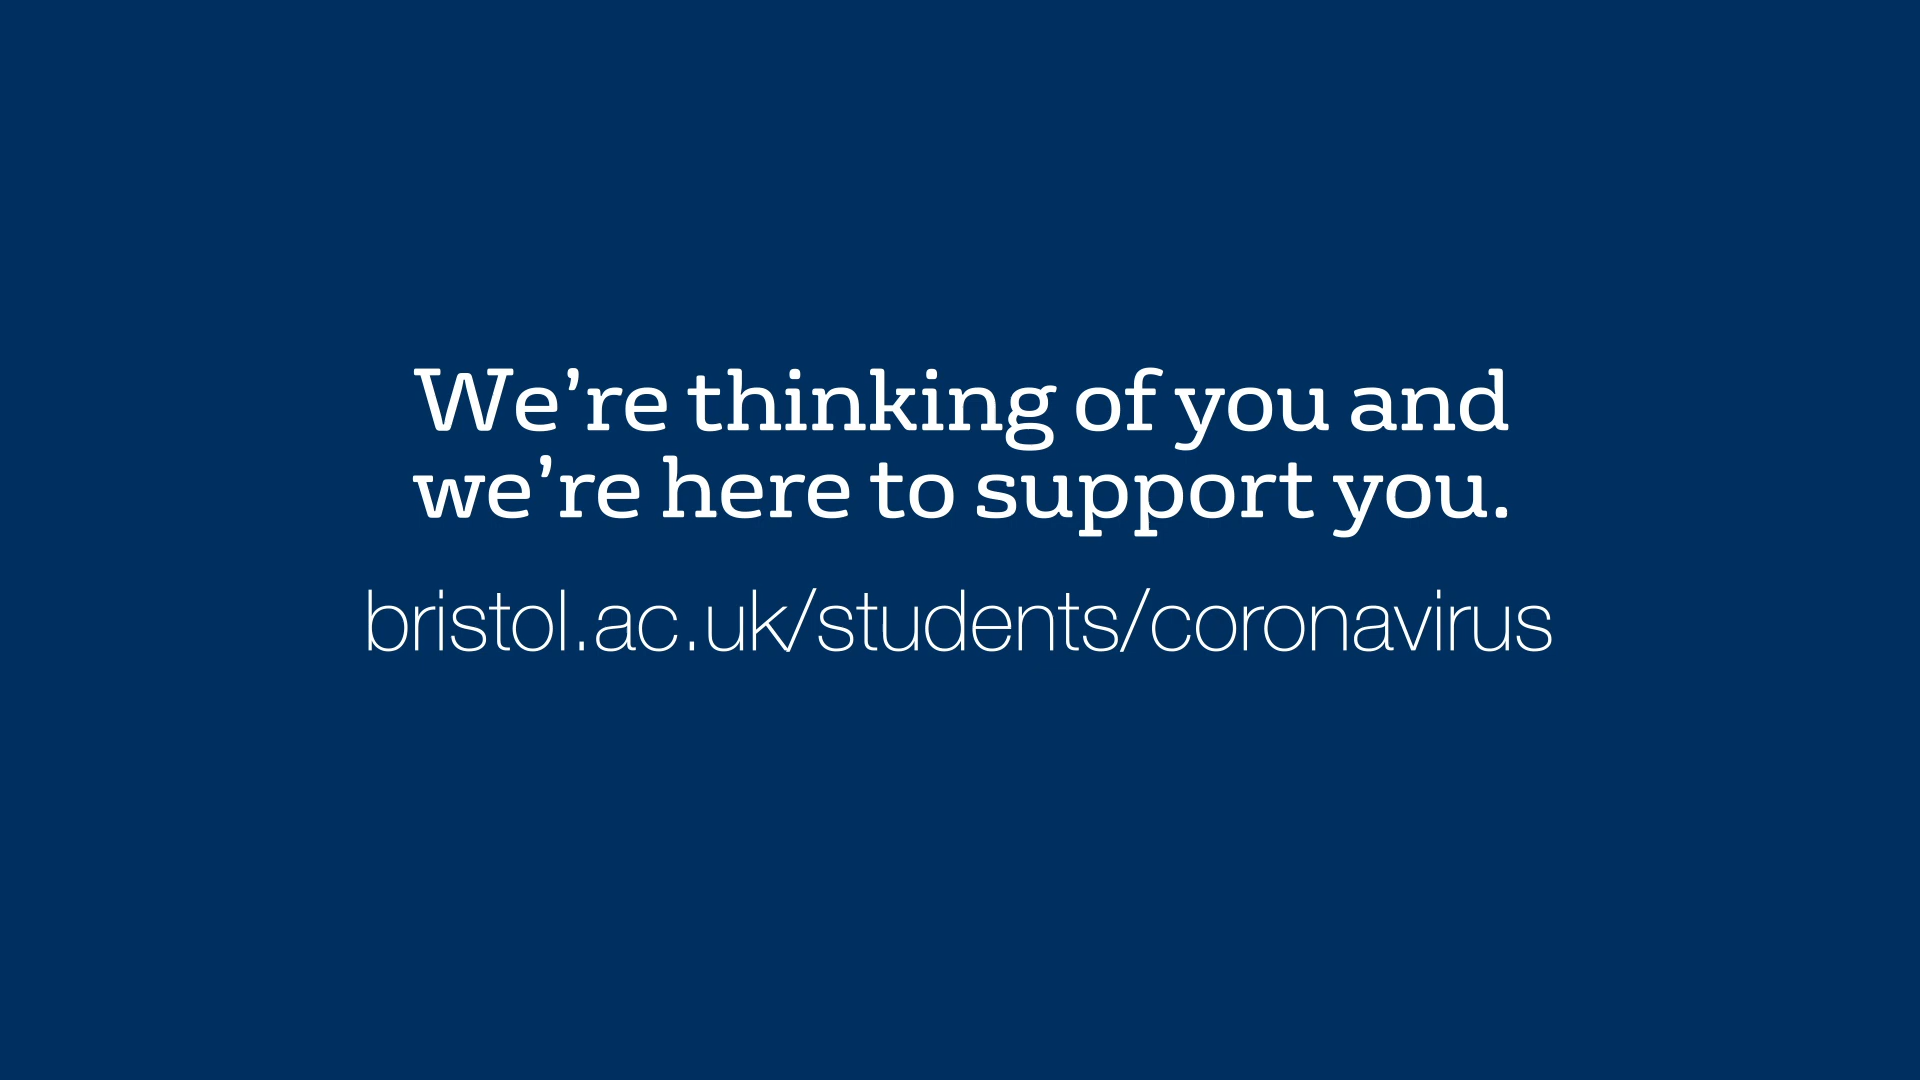 We’re thinking of you and
we’re here to support you.
bristol.ac.uk/students/coronavirus